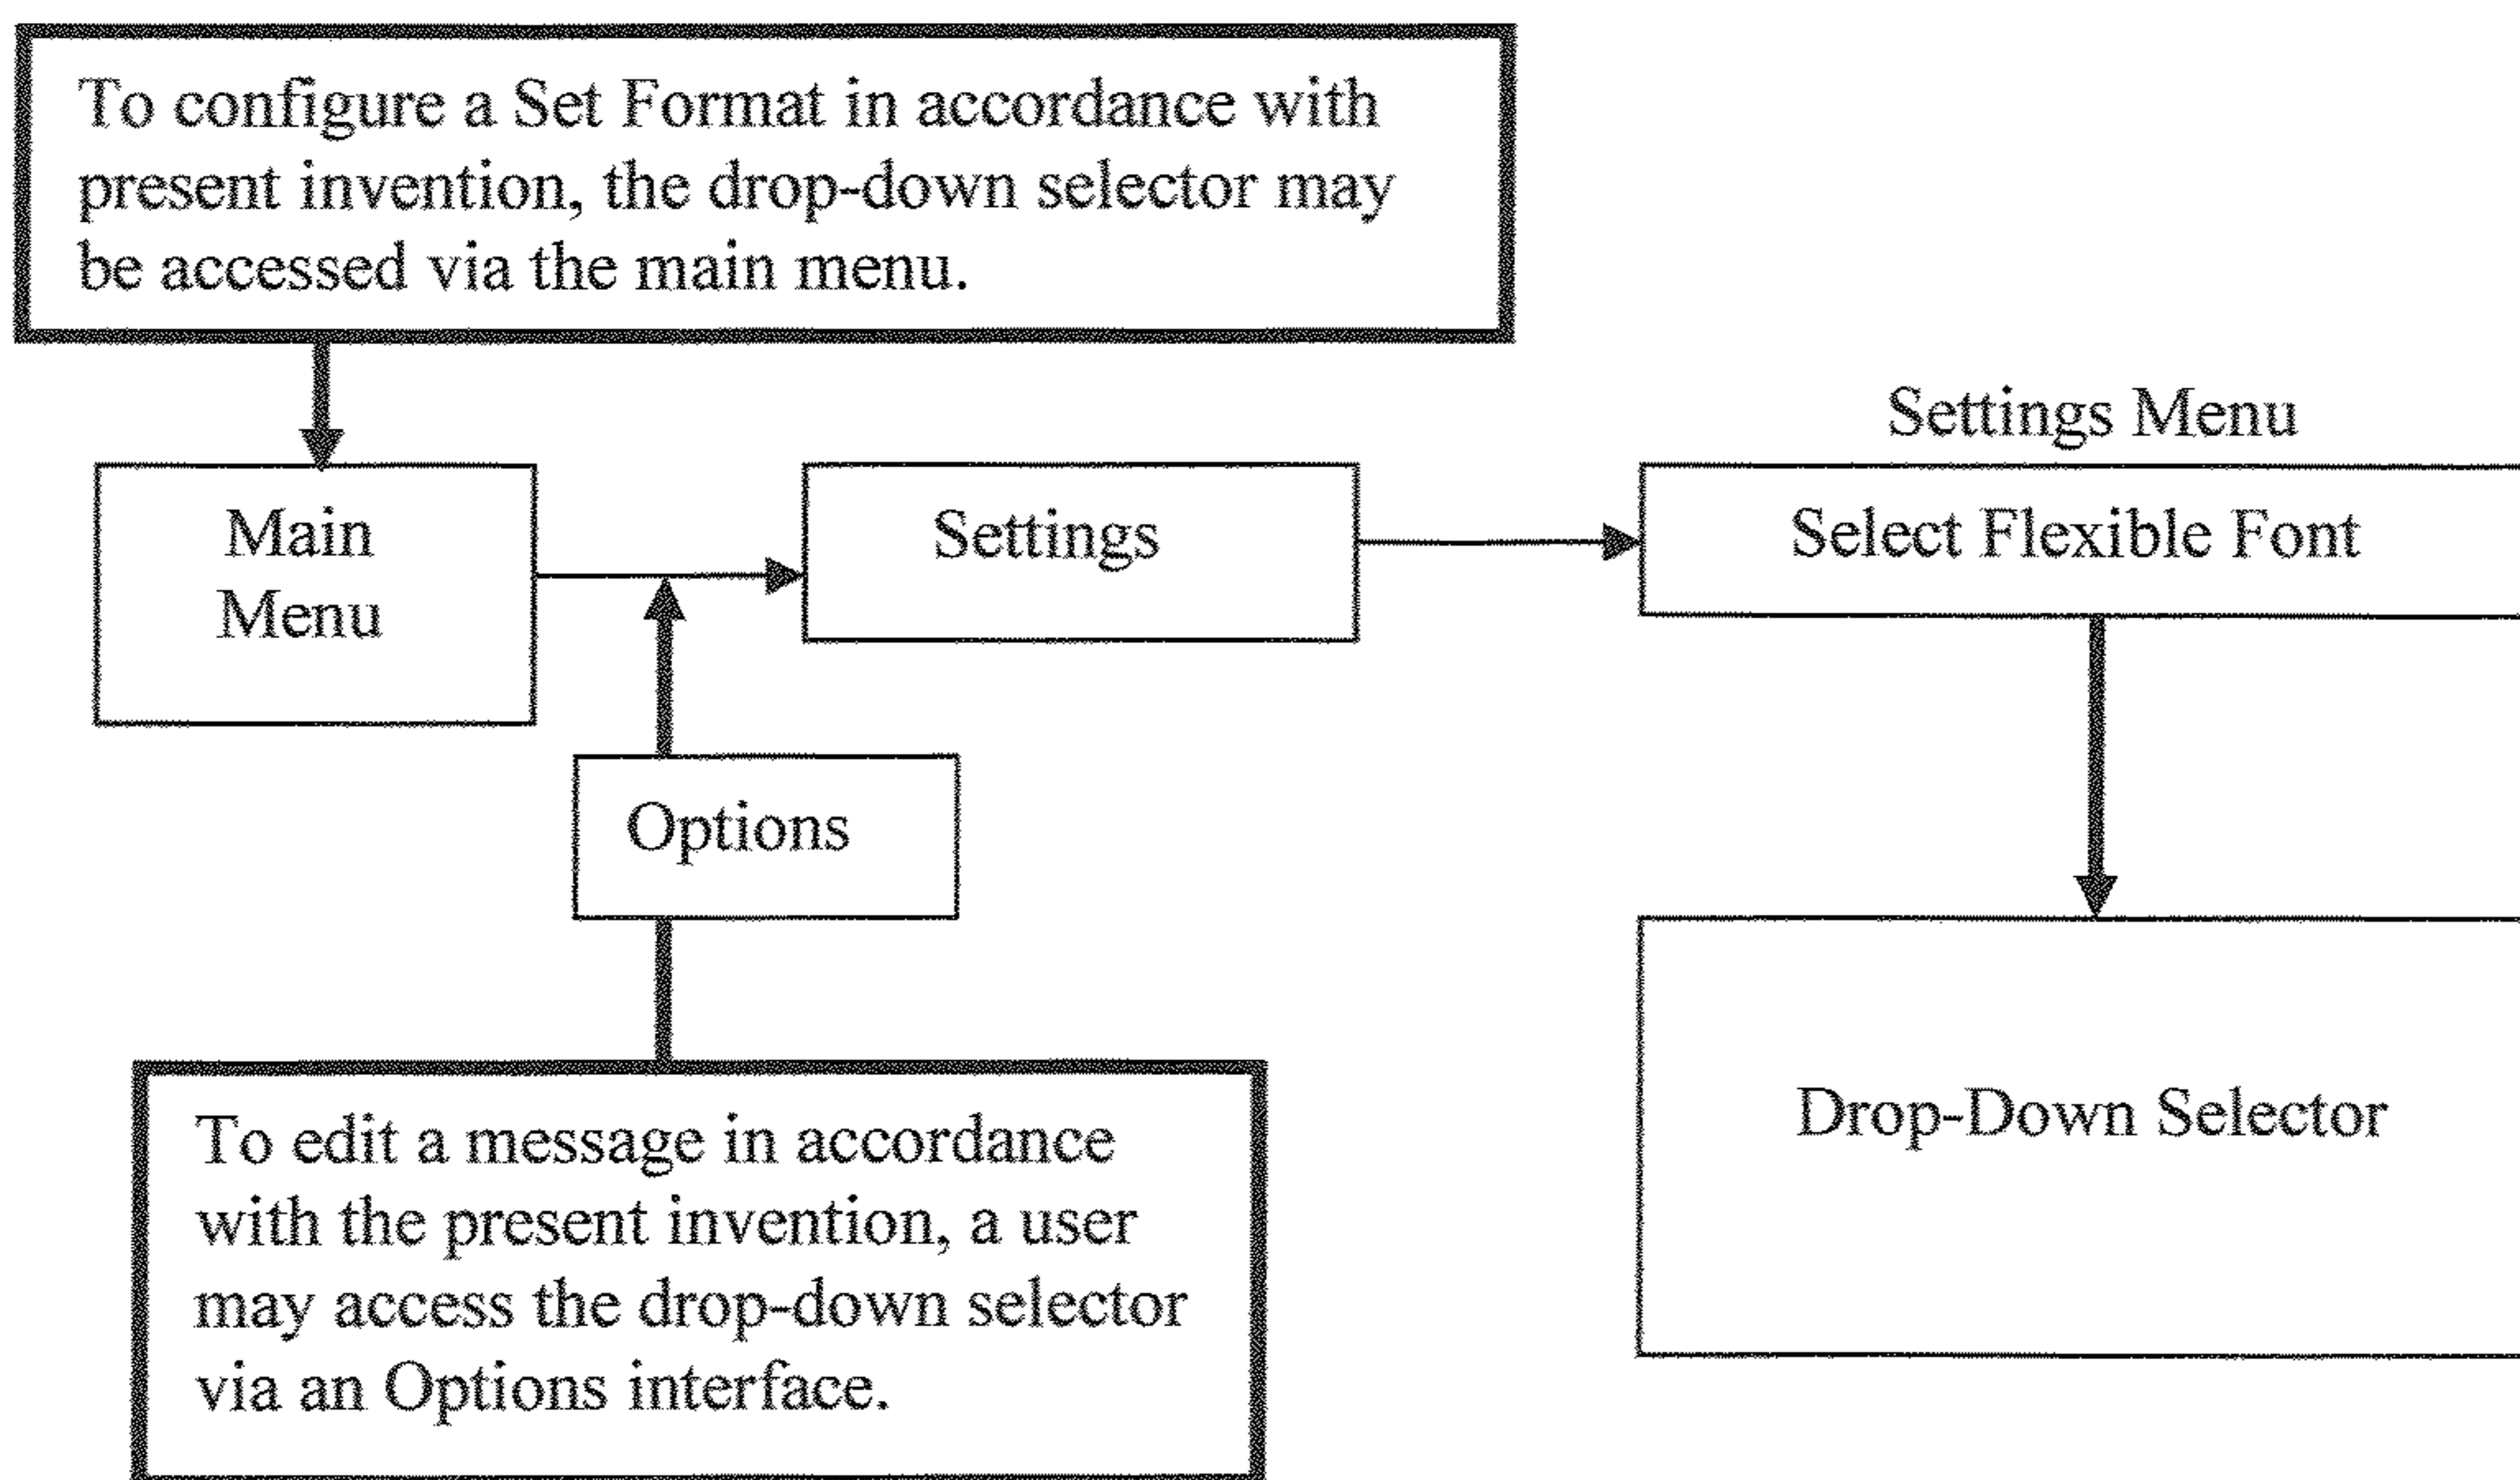 To configure a Set Format in accordance with
present invention, the drop-down selector may
be accessed via the main menu.
Settings Menu
Main
Menu
Settings
Select Flexible Font
Options
Drop-Down Selector
To edit a message in accordance
with the present invention, a user
may access the drop-down selector
via an Options interface.